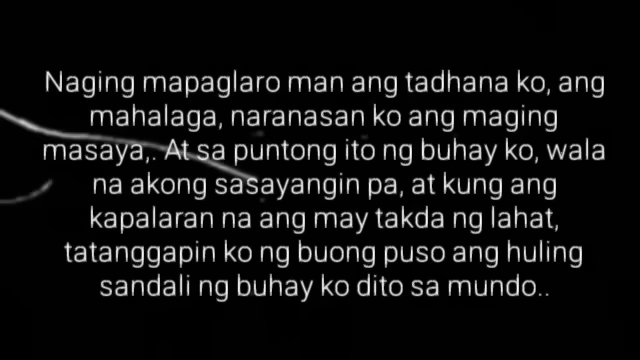 Naging mapaglaro man ang tadhana ko, ang
mahalaga, naranasan ko ang maging
masaya,. At sa puntong ito ng buhay ko, wala
na akong sasayangin pa, at kung ang
kapalaran na ang may takda ng lahat,
tatanggapin ko ng buong puso ang huling
sandali ng buhay ko dito sa mundo..